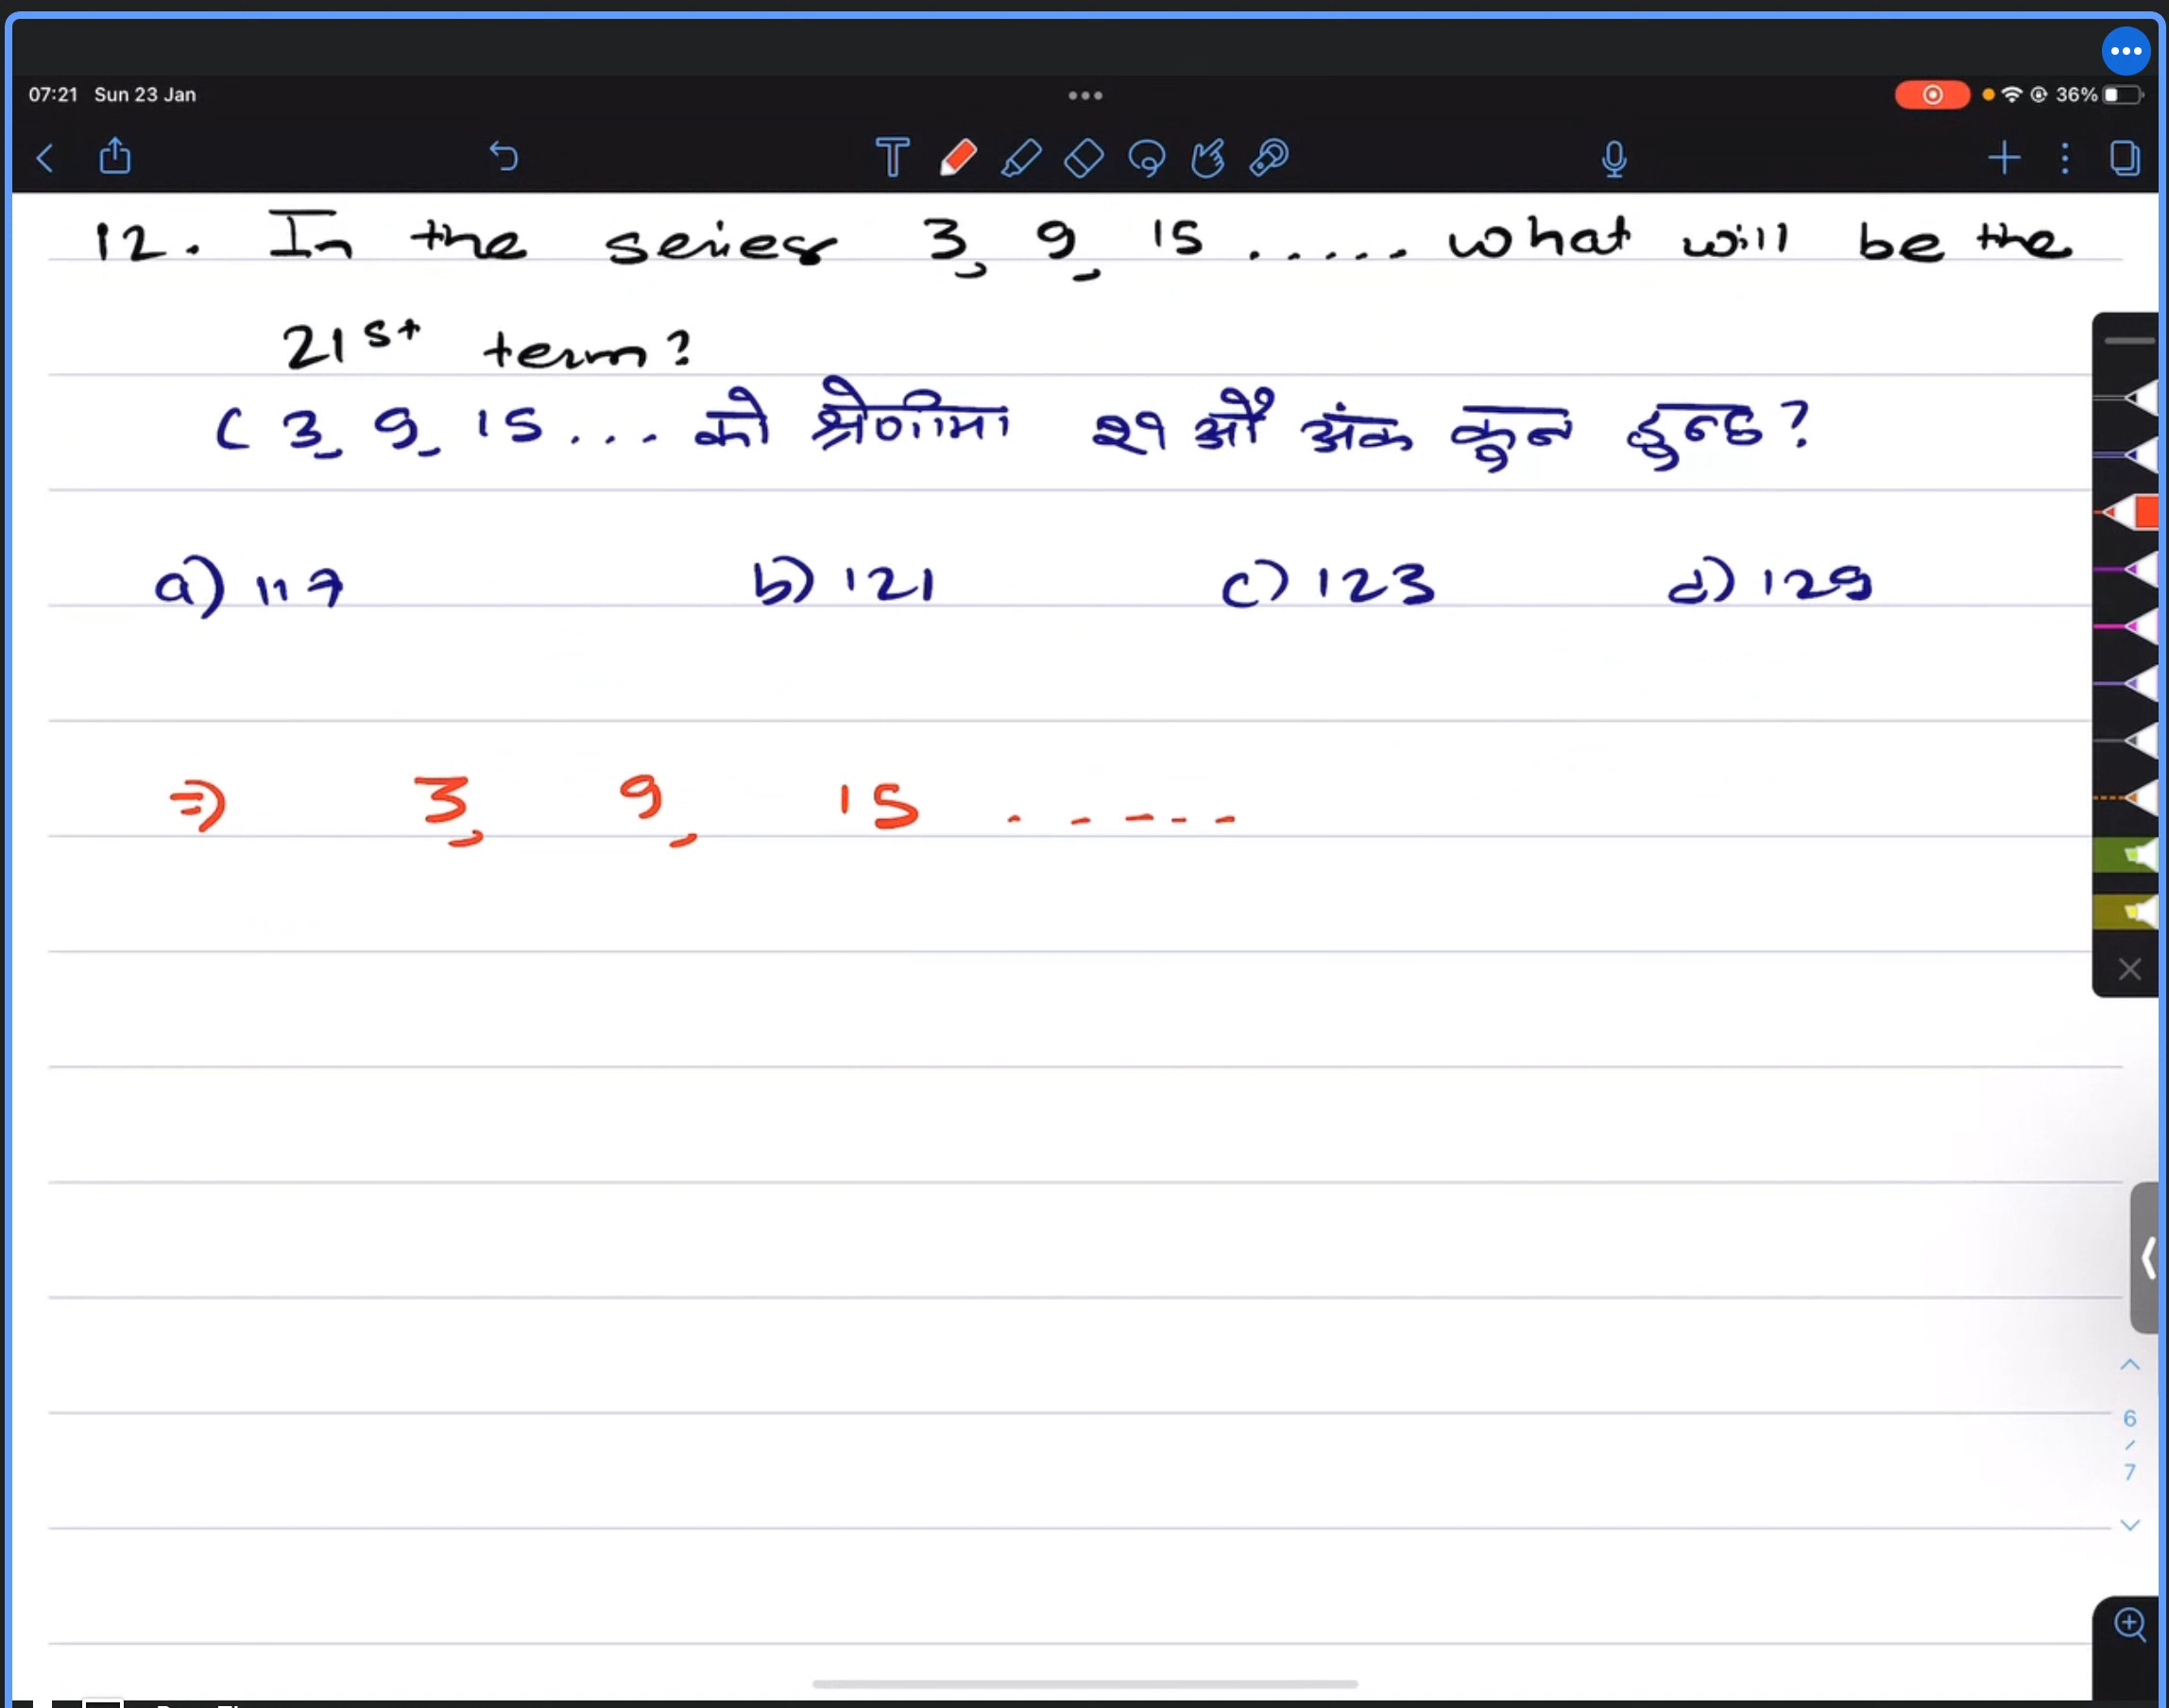 07:21 Sun 23 Jan
36%
12. In the series 3, 9, 15 ..... what will be the
21st term?
( 3, 9, 15 ... को श्रेणीमा २१ औं अंक कुन हुन्छ?
a) 117 b) 121 c) 123 d) 129
⇒ 3, 9, 15 .....
6
/
7